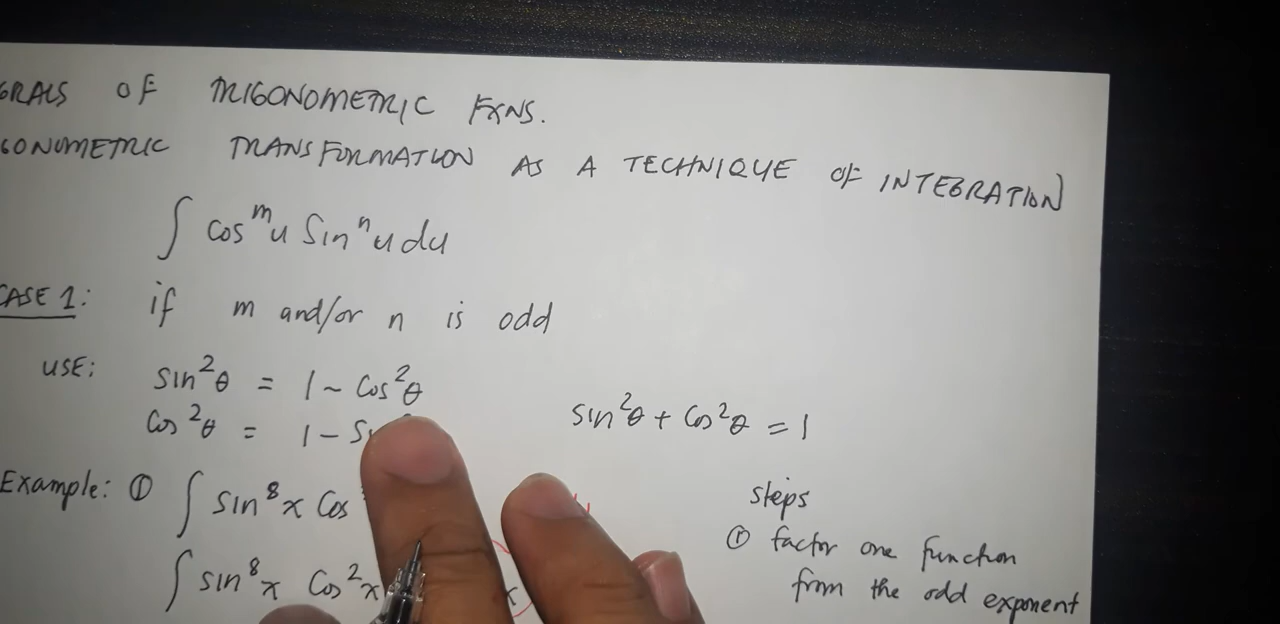 GRALS OF TRIGONOMETRIC FXNS.
GONOMETRIC TRANSFORMATION AS A TECHNIQUE OF INTEGRATION
∫ cos^m u Sin^n u du
CASE 1: if m and/or n is odd
USE: sin²θ = 1 - cos²θ
cos²θ = 1 - S
sin²θ + cos²θ = 1
Example: ① ∫ sin⁸x Cos
∫ sin⁸x Cos²x
x
steps
① factor one function
from the odd exponent